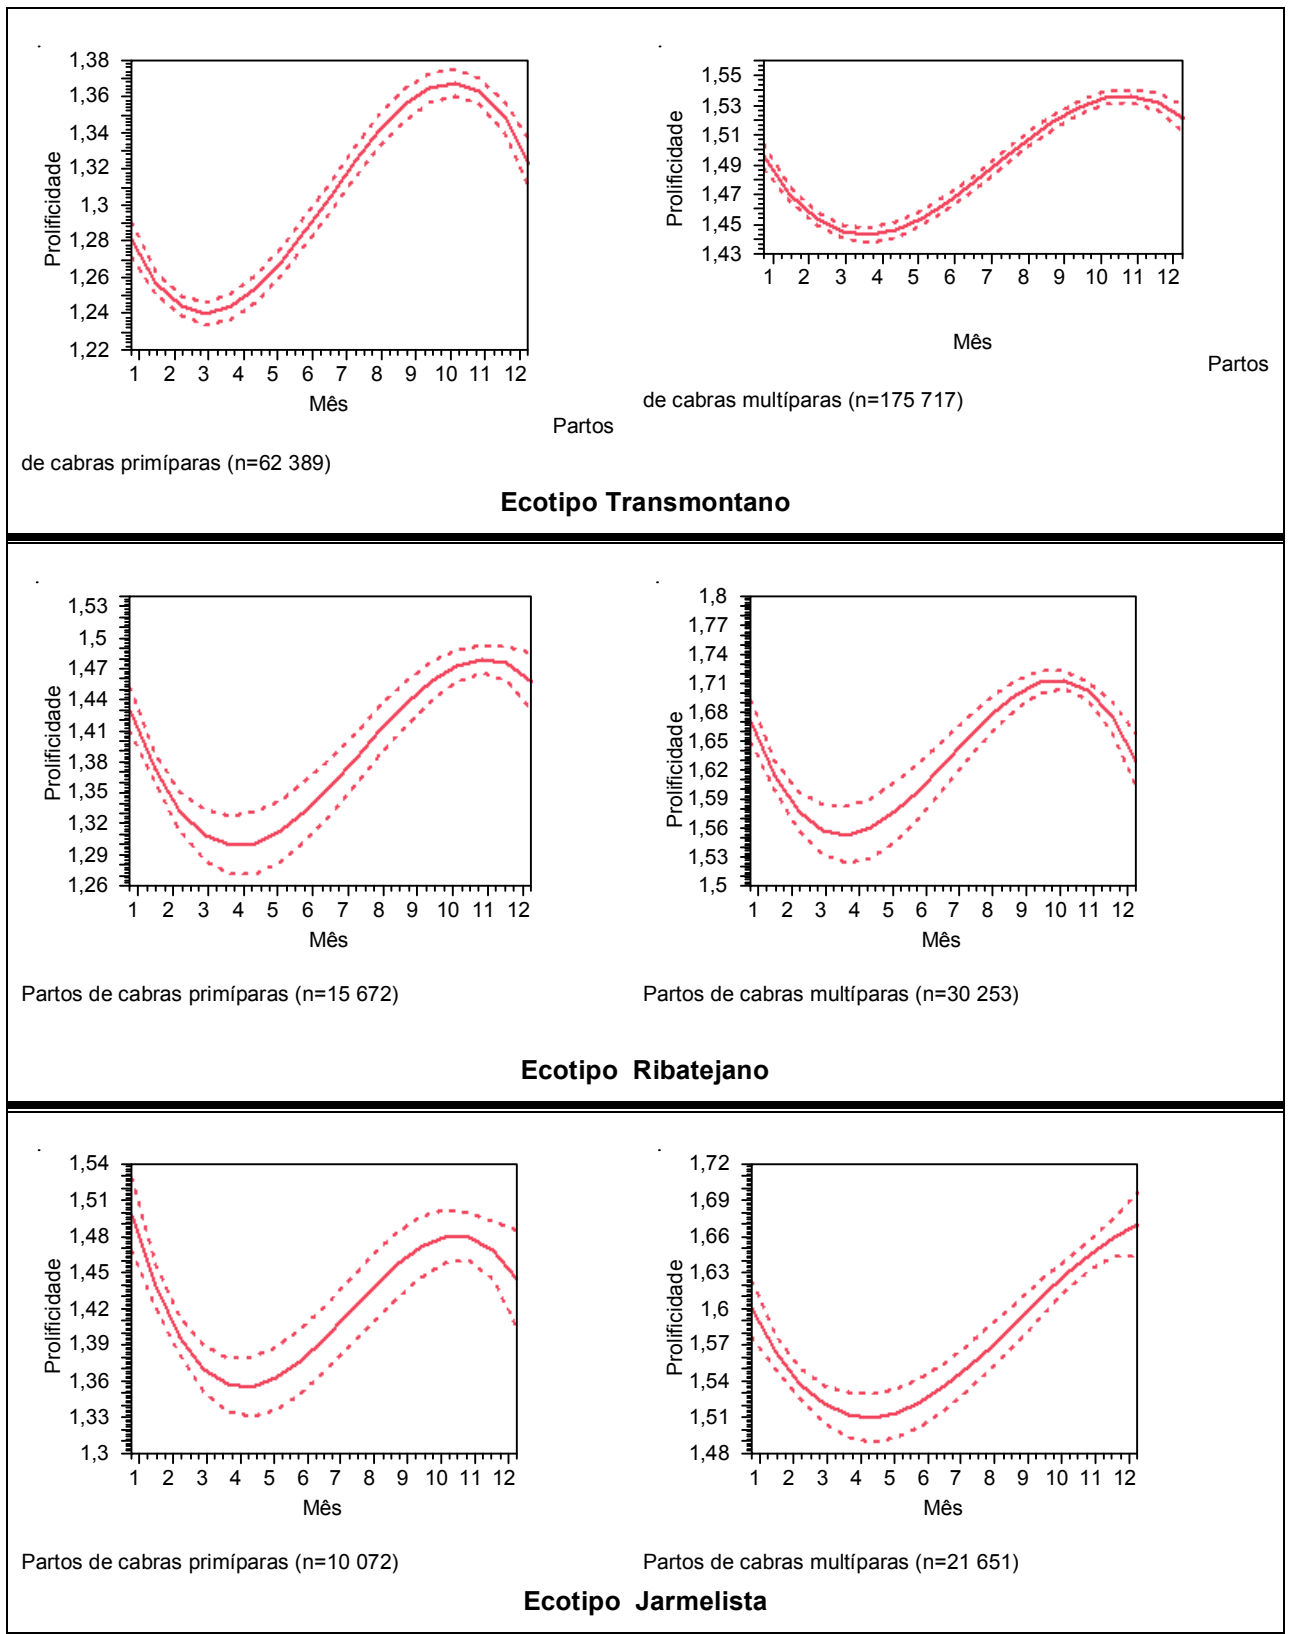 1,38
1,36
1,34
1,32
1,3
1,28
1,26
1,24
1,22
Prolificidade
1 2 3 4 5 6 7 8 9 10 11 12
Mês
Partos
de cabras primíparas (n=62 389)
1,55
1,53
1,51
1,49
1,47
1,45
1,43
Prolificidade
1 2 3 4 5 6 7 8 9 10 11 12
Mês
Partos
de cabras multíparas (n=175 717)
Ecotipo Transmontano
1,53
1,5
1,47
1,44
1,41
1,38
1,35
1,32
1,29
1,26
Prolificidade
1 2 3 4 5 6 7 8 9 10 11 12
Mês
Partos de cabras primíparas (n=15 672)
1,8
1,77
1,74
1,71
1,68
1,65
1,62
1,59
1,56
1,53
1,5
Prolificidade
1 2 3 4 5 6 7 8 9 10 11 12
Mês
Partos de cabras multíparas (n=30 253)
Ecotipo Ribatejano
1,54
1,51
1,48
1,45
1,42
1,39
1,36
1,33
1,3
Prolificidade
1 2 3 4 5 6 7 8 9 10 11 12
Mês
Partos de cabras primíparas (n=10 072)
1,72
1,69
1,66
1,63
1,6
1,57
1,54
1,51
1,48
Prolificidade
1 2 3 4 5 6 7 8 9 10 11 12
Mês
Partos de cabras multíparas (n=21 651)
Ecotipo Jarmelista